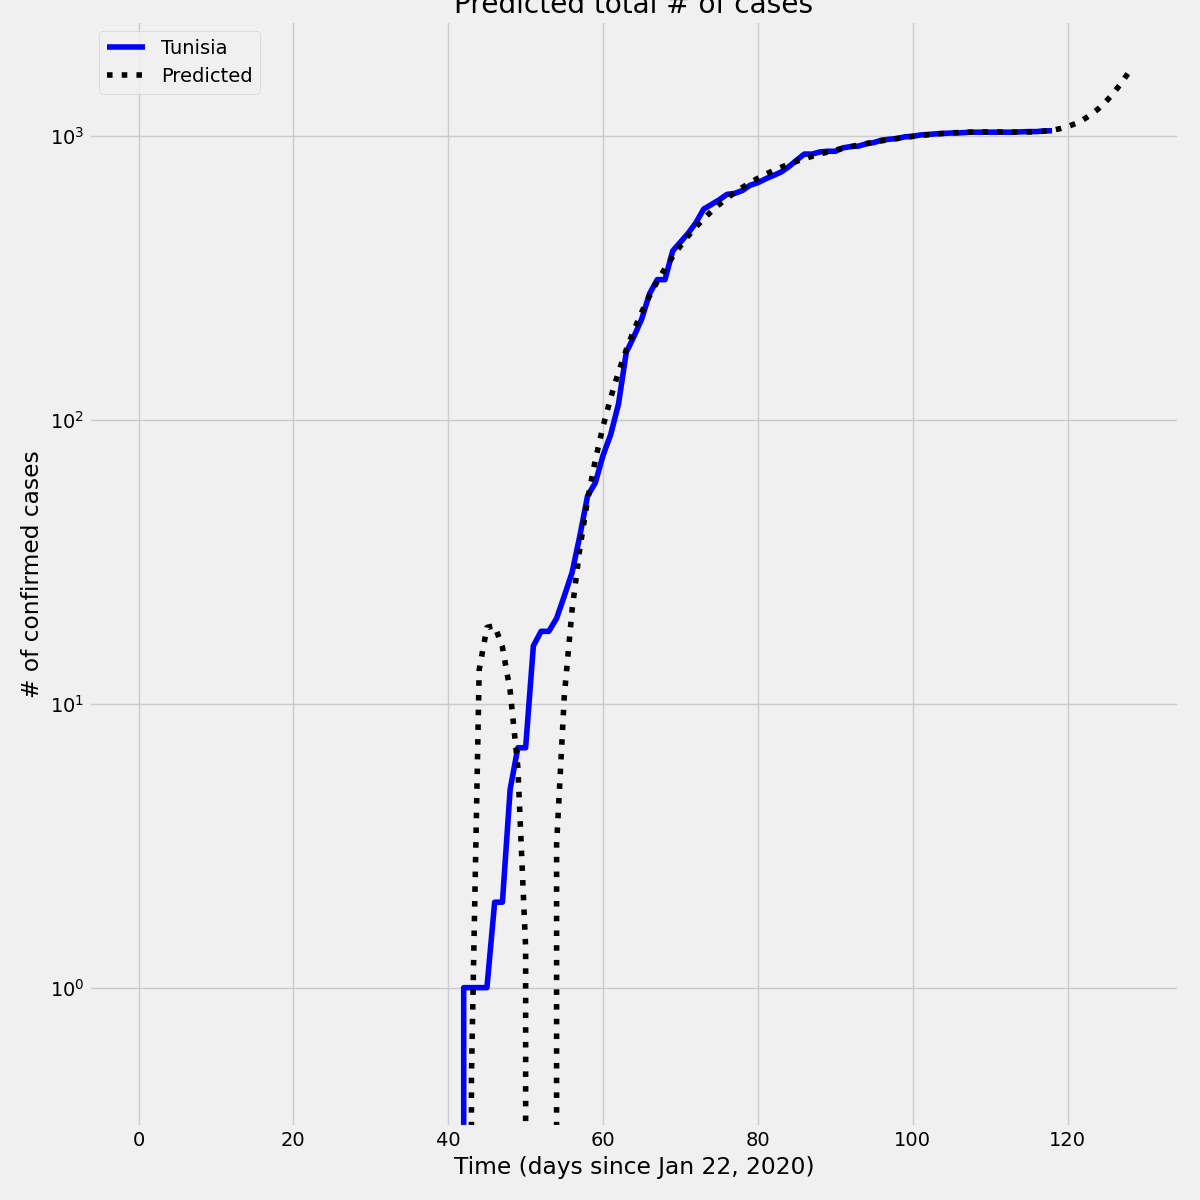 Predicted total # of cases
Tunisia
Predicted
10³
10²
10¹
10⁰
# of confirmed cases
0 20 40 60 80 100 120
Time (days since Jan 22, 2020)